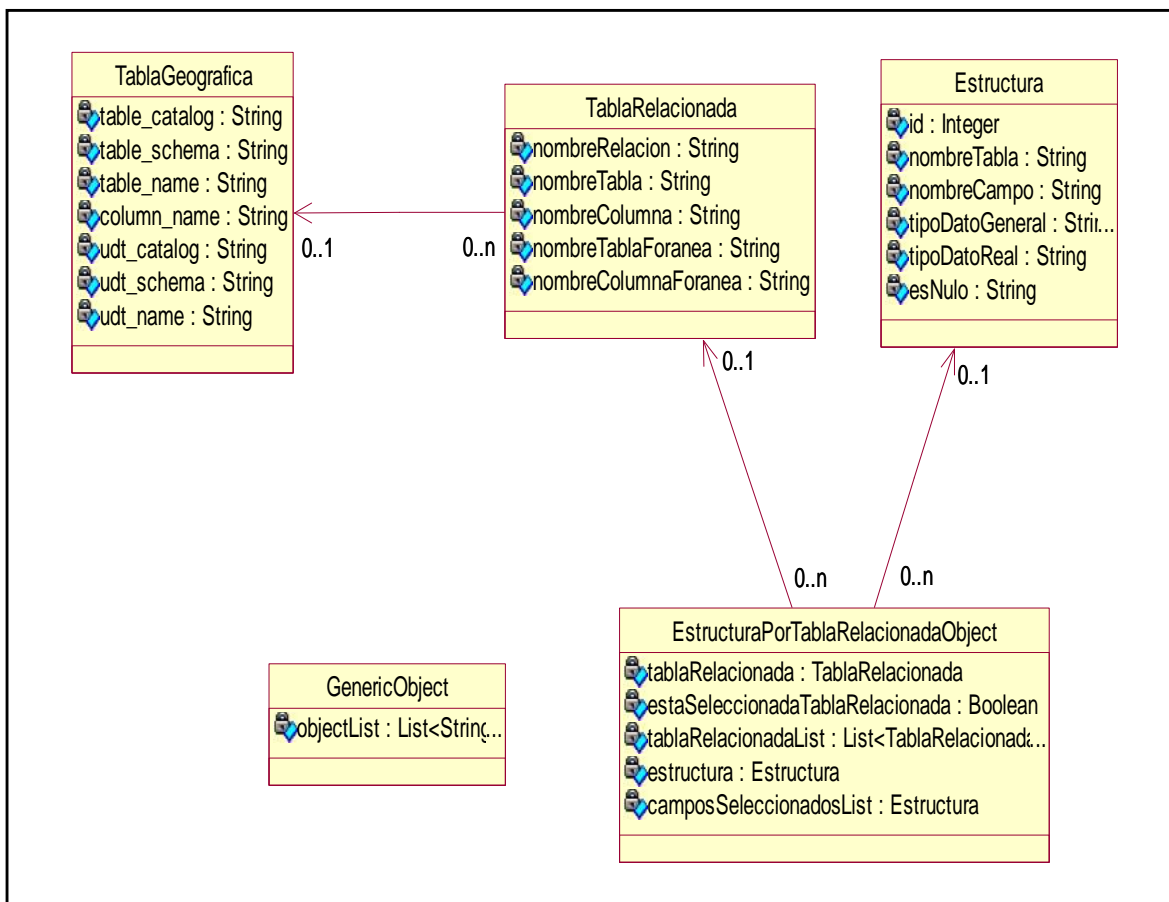 TablaGeografica
table_catalog : String
table_schema : String
table_name : String
column_name : String
udt_catalog : String
udt_schema : String
udt_name : String
TablaRelacionada
nombreRelacion : String
nombreTabla : String
nombreColumna : String
nombreTablaForanea : String
nombreColumnaForanea : String
Estructura
id : Integer
nombreTabla : String
nombreCampo : String
tipoDatoGeneral : Strin...
tipoDatoReal : String
esNulo : String
0..1
0..n
0..1
0..1
0..n
0..n
GenericObject
objectList : List<String...
EstructuraPorTablaRelacionadaObject
tablaRelacionada : TablaRelacionada
estaSeleccionadaTablaRelacionada : Boolean
tablaRelacionadaList : List<TablaRelacionada...
estructura : Estructura
camposSeleccionadosList : Estructura